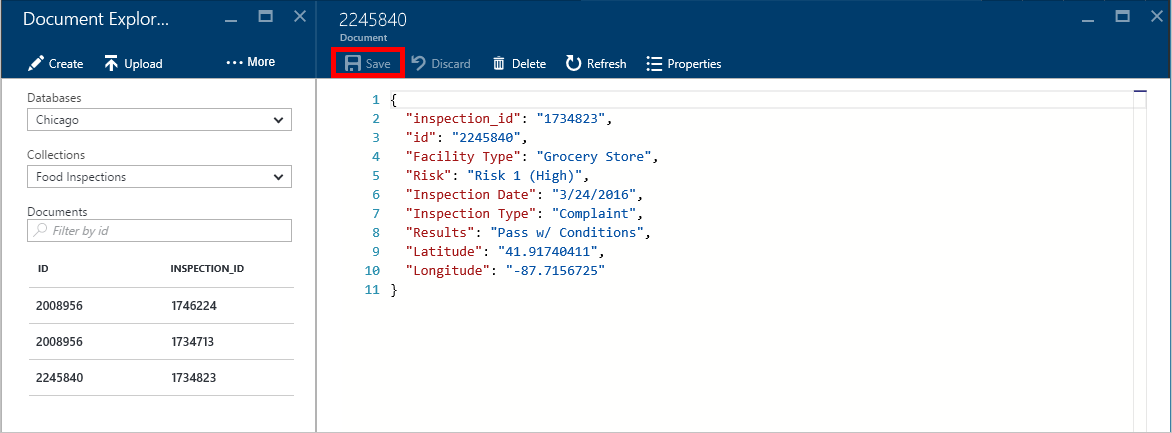 Document Explor...
Create Upload ... More
Databases
Chicago
Collections
Food Inspections
Documents
Filter by id
ID INSPECTION_ID
2008956 1746224
2008956 1734713
2245840 1734823
2245840
Document
Save Discard Delete Refresh Properties
1 {
2 "inspection_id": "1734823",
3 "id": "2245840",
4 "Facility Type": "Grocery Store",
5 "Risk": "Risk 1 (High)",
6 "Inspection Date": "3/24/2016",
7 "Inspection Type": "Complaint",
8 "Results": "Pass w/ Conditions",
9 "Latitude": "41.91740411",
10 "Longitude": "-87.7156725"
11 }